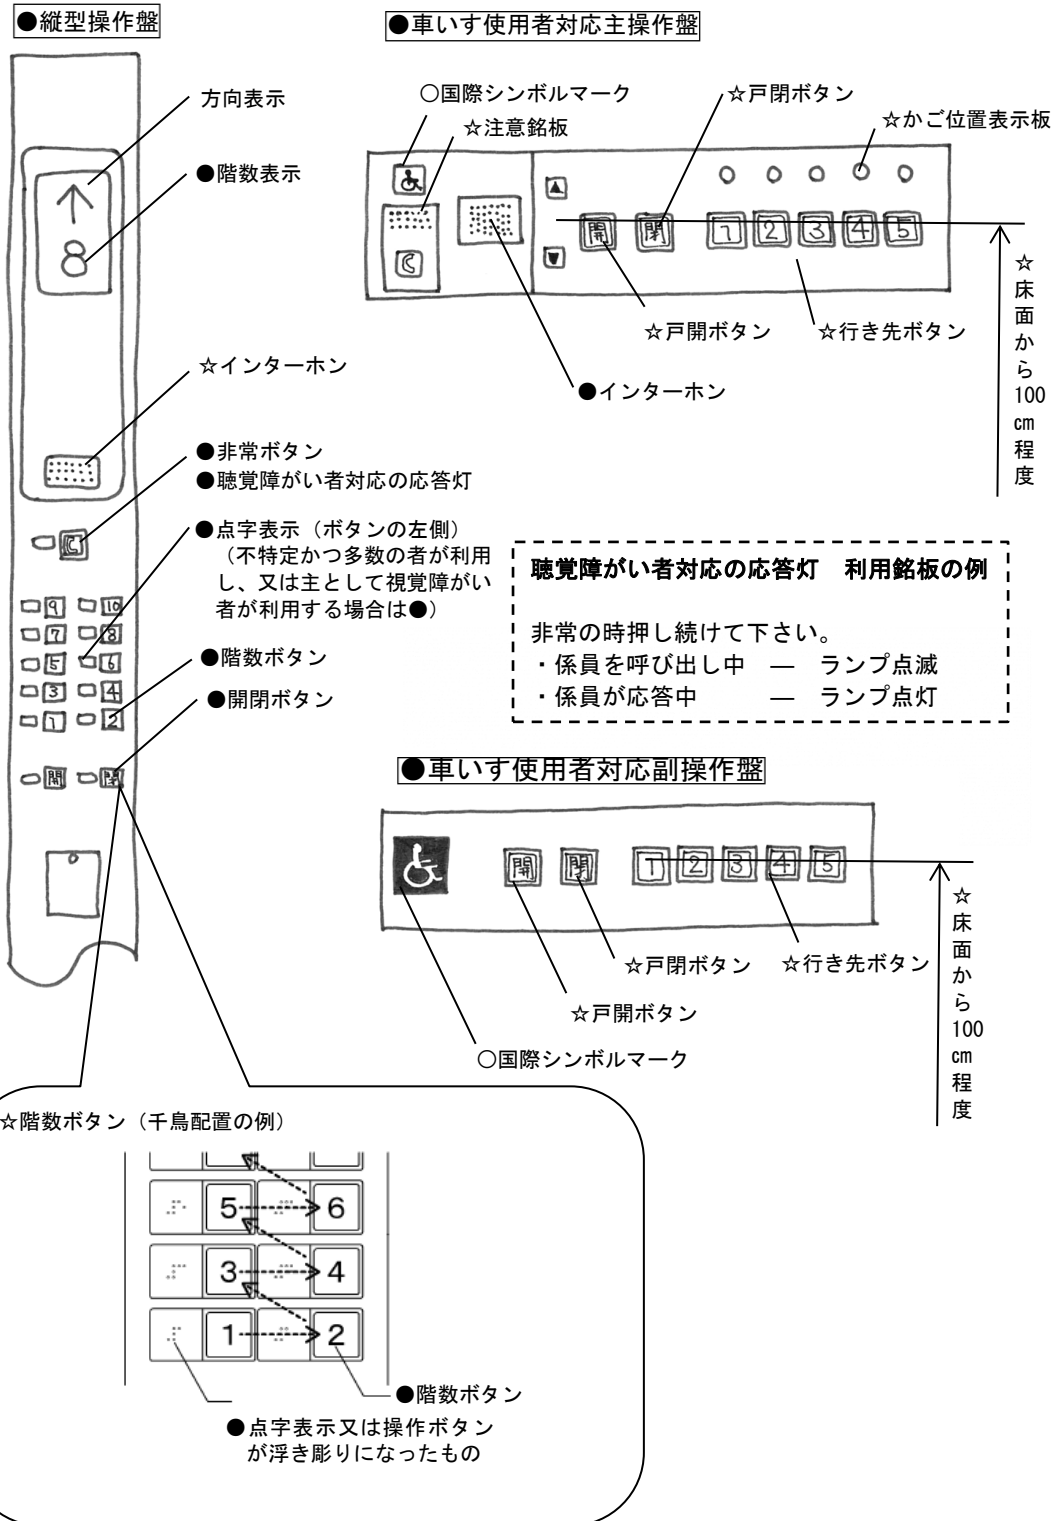 ●縦型操作盤
方向表示
●階数表示
↑
8
☆インターホン
●非常ボタン
●聴覚障がい者対応の応答灯
●点字表示（ボタンの左側）
（不特定かつ多数の者が利用
し、又は主として視覚障がい
者が利用する場合は●）
9 10
7 8
5 6
3 4
1 2
●階数ボタン
●開閉ボタン
開 閉
●車いす使用者対応主操作盤
○国際シンボルマーク
☆注意銘板
☆戸閉ボタン
☆かご位置表示板
▲
▼
開 閉 1 2 3 4 5
☆戸開ボタン
☆行き先ボタン
●インターホン
☆床面から100cm程度
聴覚障がい者対応の応答灯　利用銘板の例
非常の時押し続けて下さい。
・係員を呼び出し中　―　ランプ点滅
・係員が応答中　　　―　ランプ点灯
●車いす使用者対応副操作盤
開 閉 1 2 3 4 5
☆戸閉ボタン
☆行き先ボタン
☆戸開ボタン
○国際シンボルマーク
☆床面から100cm程度
☆階数ボタン（千鳥配置の例）
5 6
3 4
1 2
●階数ボタン
●点字表示又は操作ボタン
が浮き彫りになったもの